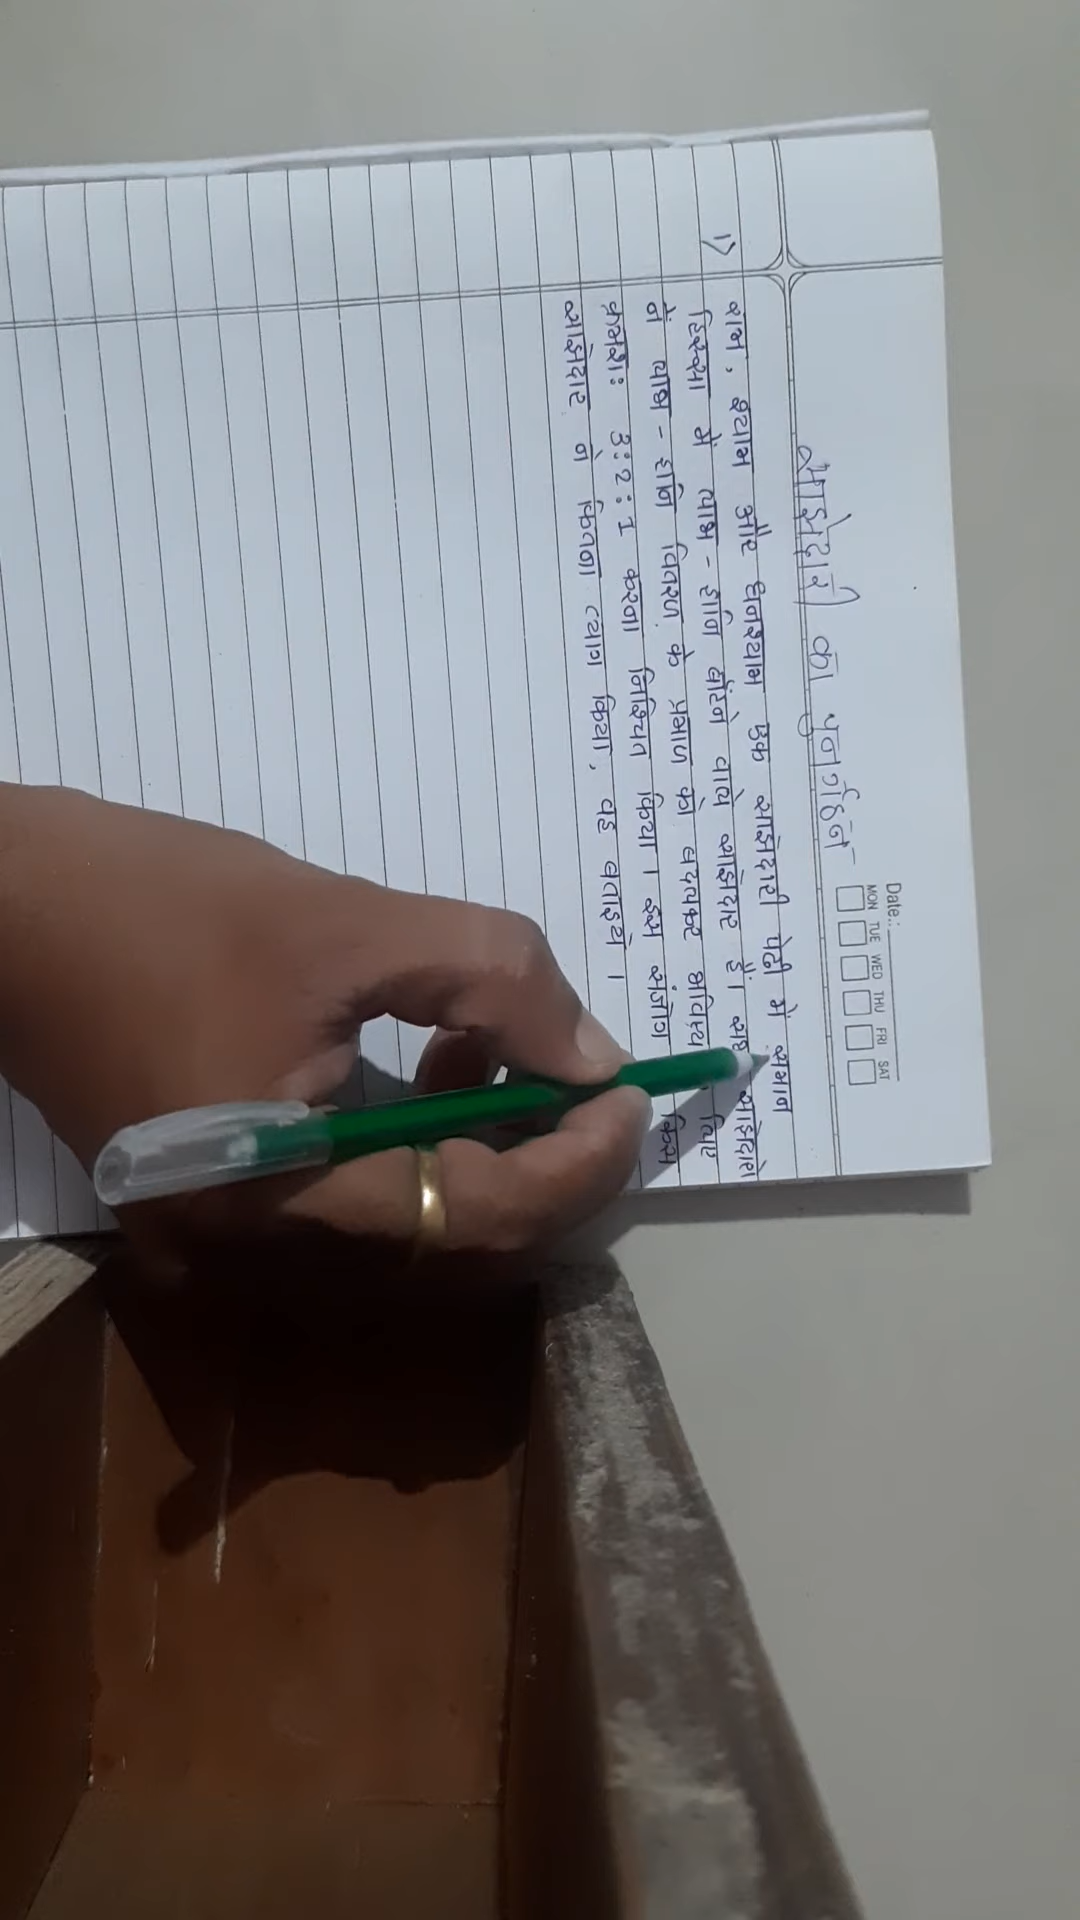 Date:
MON TUE WED THU FRI SAT
साझेदारी का पुनर्गठन
1) राम, श्याम और घनश्याम एक साझेदारी पेढी में समान
हिस्सा में लाभ - हानि बाँटने वाले साझेदार हैं। साझेदारो
ने लाभ - हानि वितरण के प्रमाण को बदलकर भविष्य लिए
क्रमशः 3:2:1 करना निश्चित किया। इस संजोग किस
साझेदार ने कितना त्याग किया, वह बताइये।